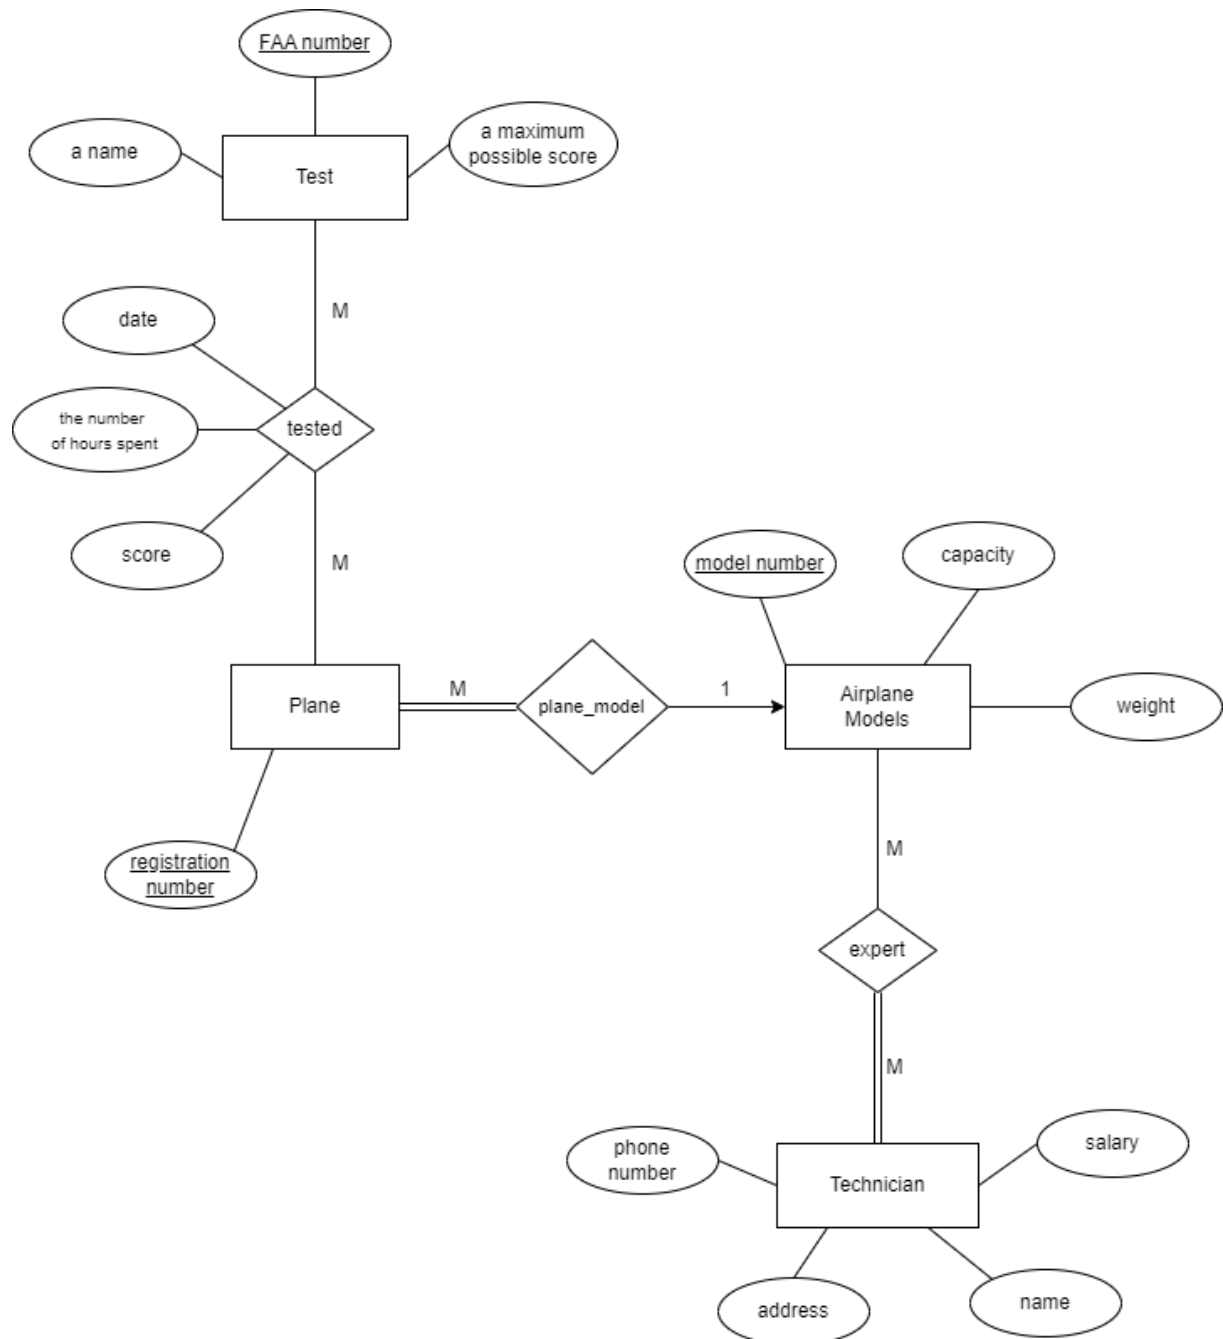 FAA number
a name
a maximum
possible score
Test
M
date
the number
of hours spent
tested
score
M
model number
capacity
Plane
M
plane_model
1
Airplane
Models
weight
registration
number
M
expert
M
phone
number
salary
Technician
address
name